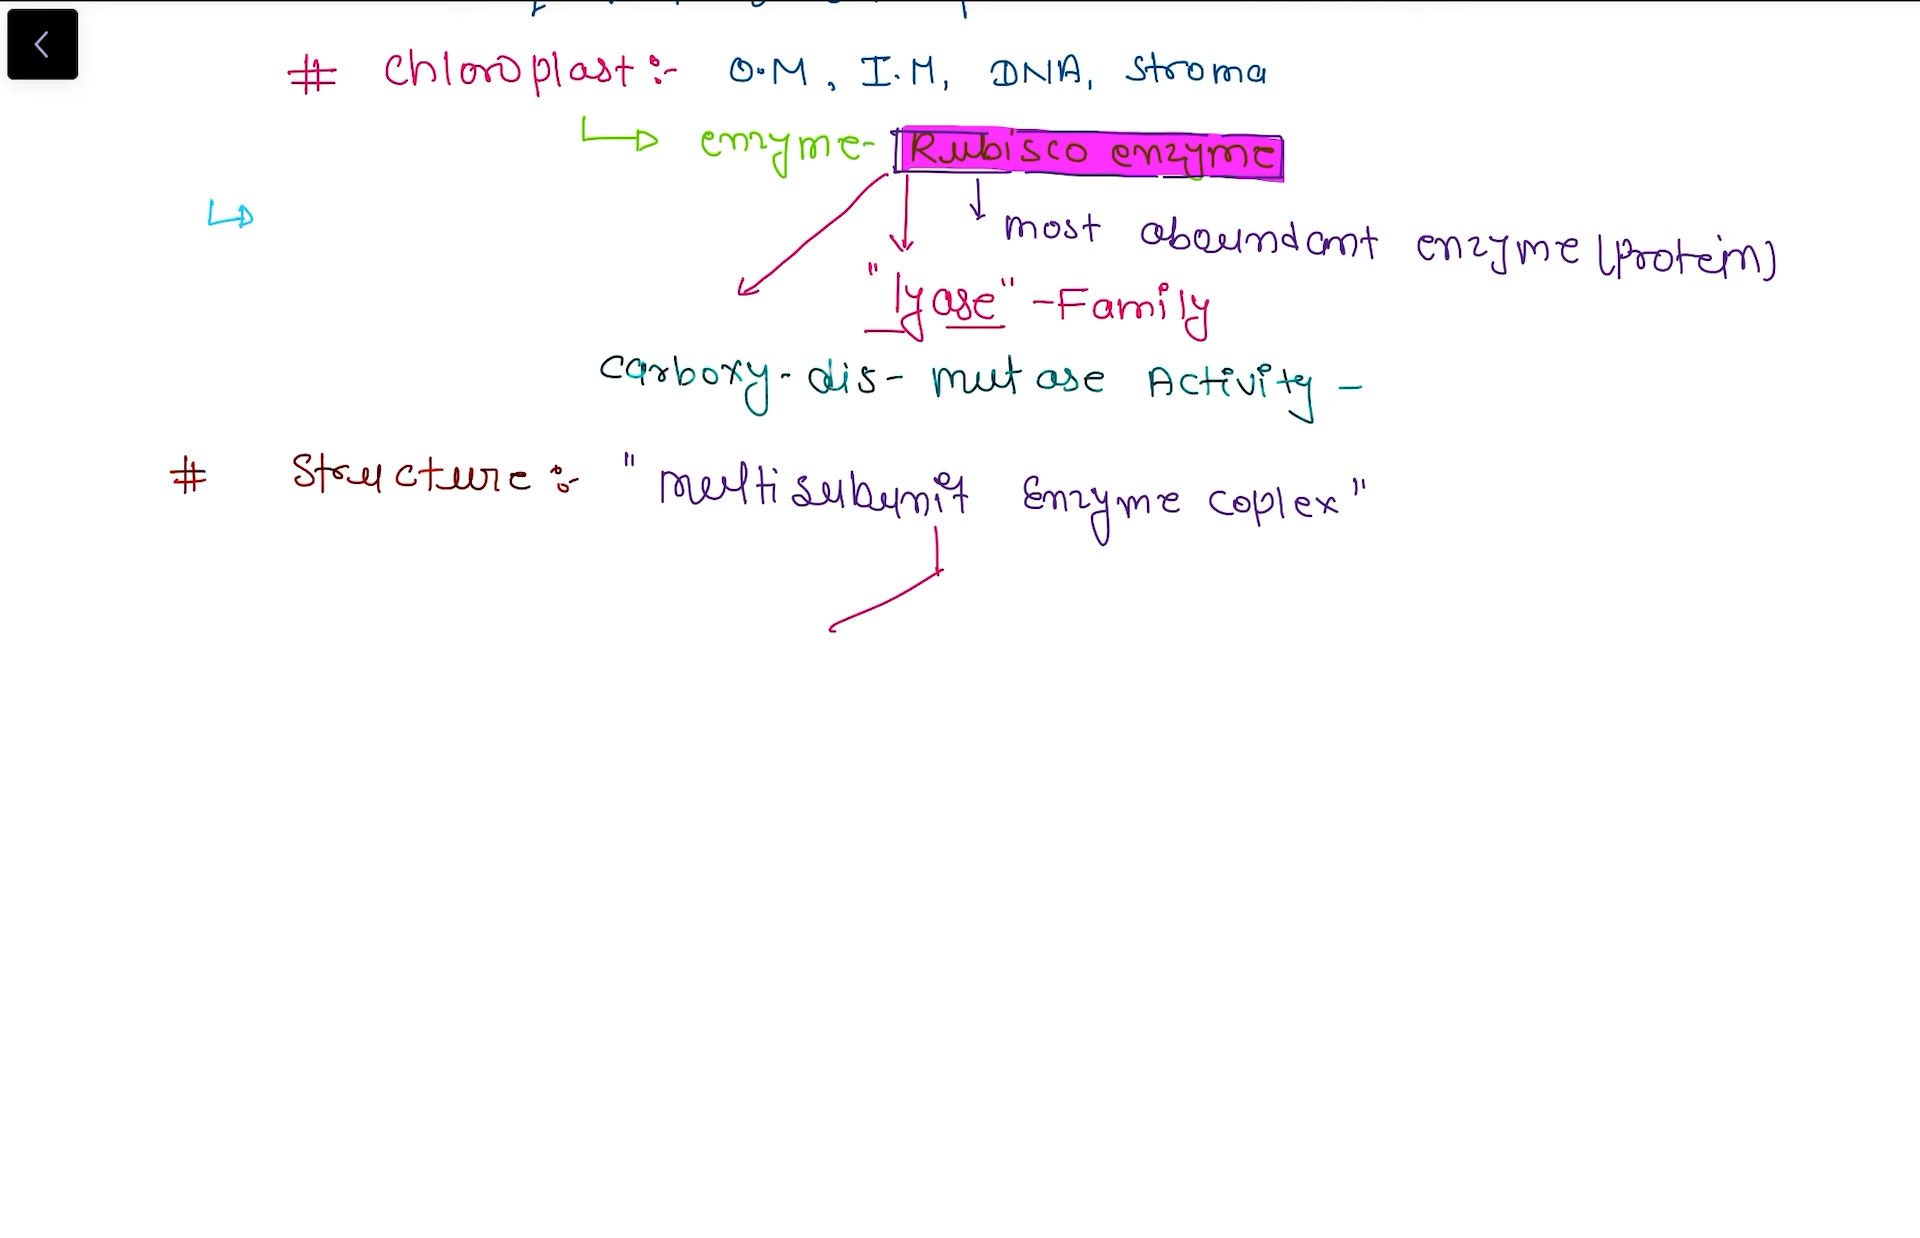 # Chloroplast :- O.M, I.M, DNA, Stroma
enzyme- Rubisco enzyme
most aboundant enzyme (Protein)
"lyase" - Family
Carboxy-dis-mutase Activity -
# Structure :- "multisubunit Enzyme coplex"